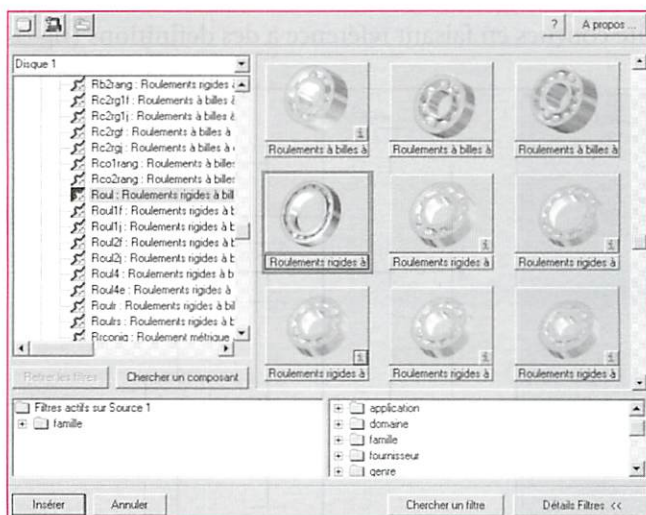 ? A propos ...
Disque 1
Rb2rang : Roulements rigides
Rc2rg1f : Roulements à billes à
Rc2rg1j : Roulements à billes à
Rc2rgf : Roulements à billes à
Rc2rgj : Roulements à billes à
Rco1rang : Roulements à billes
Rco2rang : Roulements à billes
Roul : Roulements rigides à bill
Roul1f : Roulements rigides à b
Roul1j : Roulements rigides à b
Roul2f : Roulements rigides à b
Roul2j : Roulements rigides à b
Roul4 : Roulements rigides à b
Roul4e : Roulements rigides à
Roulr : Roulements rigides à bil
Roulrs : Roulements rigides à b
Rrconiq : Roulement métrique
Roulements à billes à
Roulements à billes à
Roulements à billes à
Roulements rigides à
Roulements rigides à
Roulements rigides à
Roulements rigides à
Roulements rigides à
Roulements rigides à
Retirer les filtres
Chercher un composant
Filtres actifs sur Source 1
famille
application
domaine
famille
fournisseur
genre
Insérer
Annuler
Chercher un filtre
Détails Filtres <<